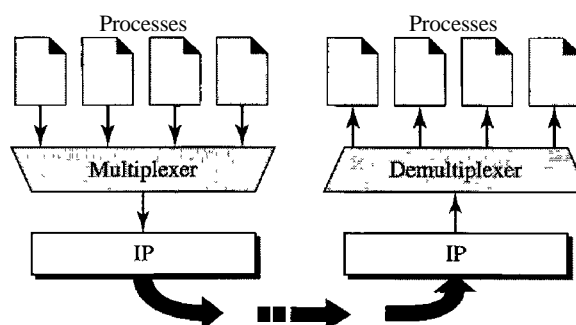 Processes
Processes
Multiplexer
Demultiplexer
IP
IP